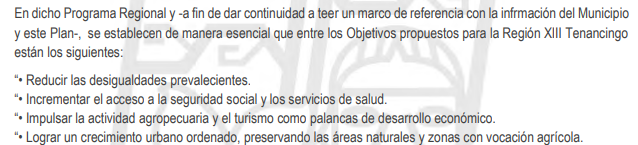 En dicho Programa Regional y -a fin de dar continuidad a teer un marco de referencia con la infrmación del Municipio
y este Plan-, se establecen de manera esencial que entre los Objetivos propuestos para la Región XIII Tenancingo
están los siguientes:
“• Reducir las desigualdades prevalecientes.
“• Incrementar el acceso a la seguridad social y los servicios de salud.
“• Impulsar la actividad agropecuaria y el turismo como palancas de desarrollo económico.
“• Lograr un crecimiento urbano ordenado, preservando las áreas naturales y zonas con vocación agrícola.